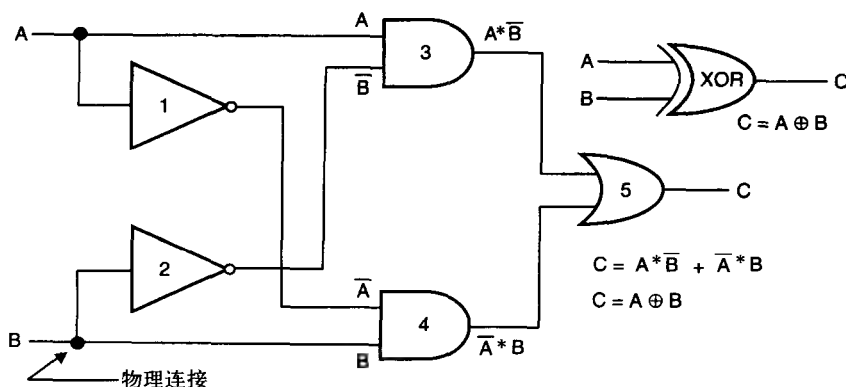 A
A
A*B̅
3
1
B̅
A
XOR
C
B
C = A ⊕ B
5
C
2
C = A*B̅ + A̅*B
A̅
C = A ⊕ B
4
B
B
A̅*B
物理连接